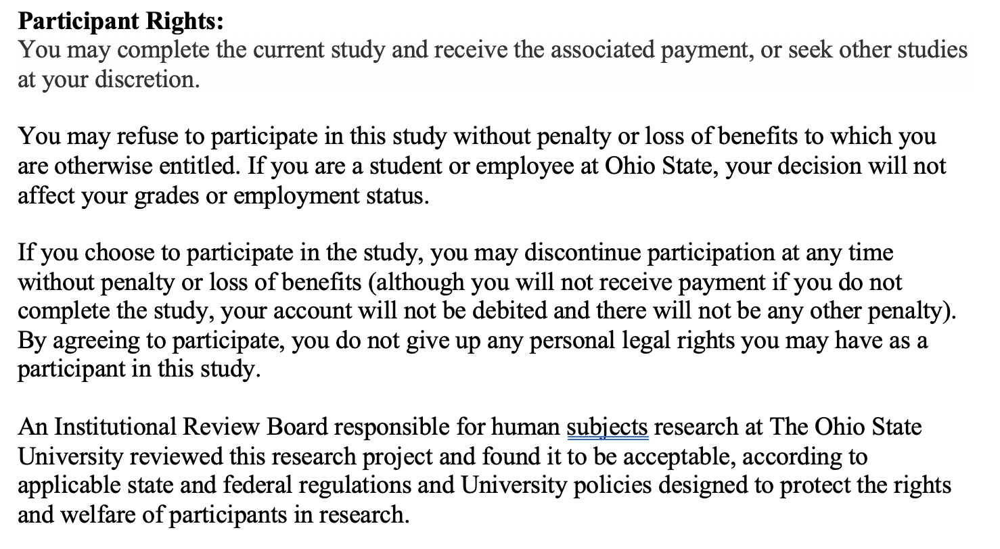 Participant Rights:
You may complete the current study and receive the associated payment, or seek other studies
at your discretion.
You may refuse to participate in this study without penalty or loss of benefits to which you
are otherwise entitled. If you are a student or employee at Ohio State, your decision will not
affect your grades or employment status.
If you choose to participate in the study, you may discontinue participation at any time
without penalty or loss of benefits (although you will not receive payment if you do not
complete the study, your account will not be debited and there will not be any other penalty).
By agreeing to participate, you do not give up any personal legal rights you may have as a
participant in this study.
An Institutional Review Board responsible for human subjects research at The Ohio State
University reviewed this research project and found it to be acceptable, according to
applicable state and federal regulations and University policies designed to protect the rights
and welfare of participants in research.